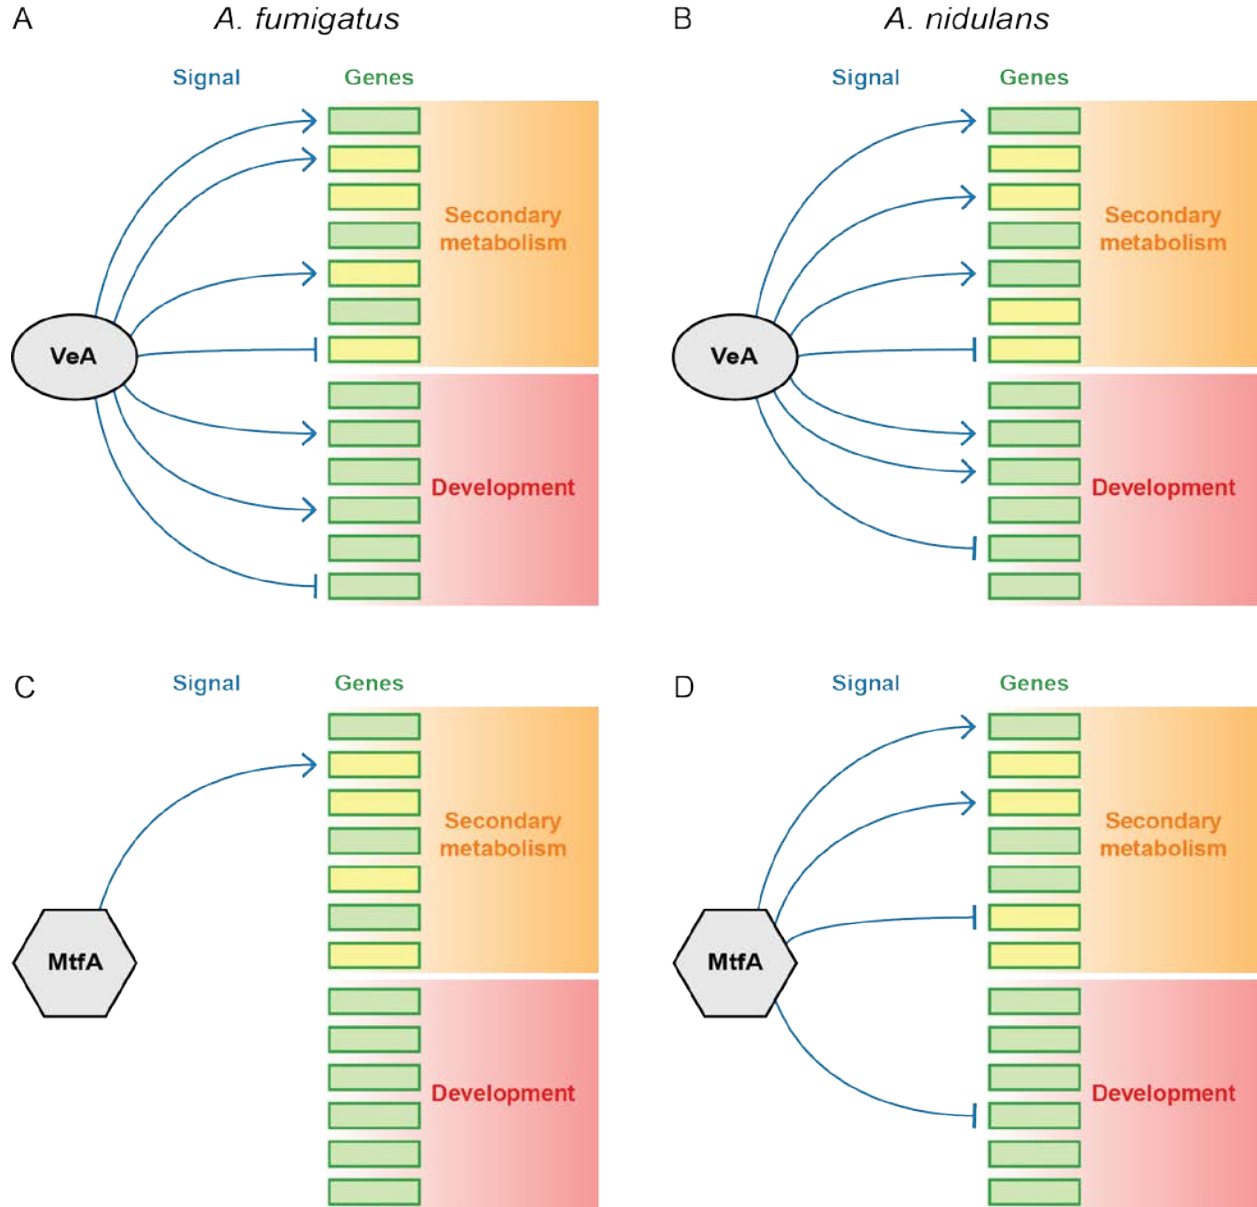 A
A. fumigatus
B
A. nidulans
Signal
Genes
Signal
Genes
Secondary
metabolism
Secondary
metabolism
VeA
VeA
Development
Development
C
Signal
Genes
D
Signal
Genes
Secondary
metabolism
Secondary
metabolism
MtfA
MtfA
Development
Development